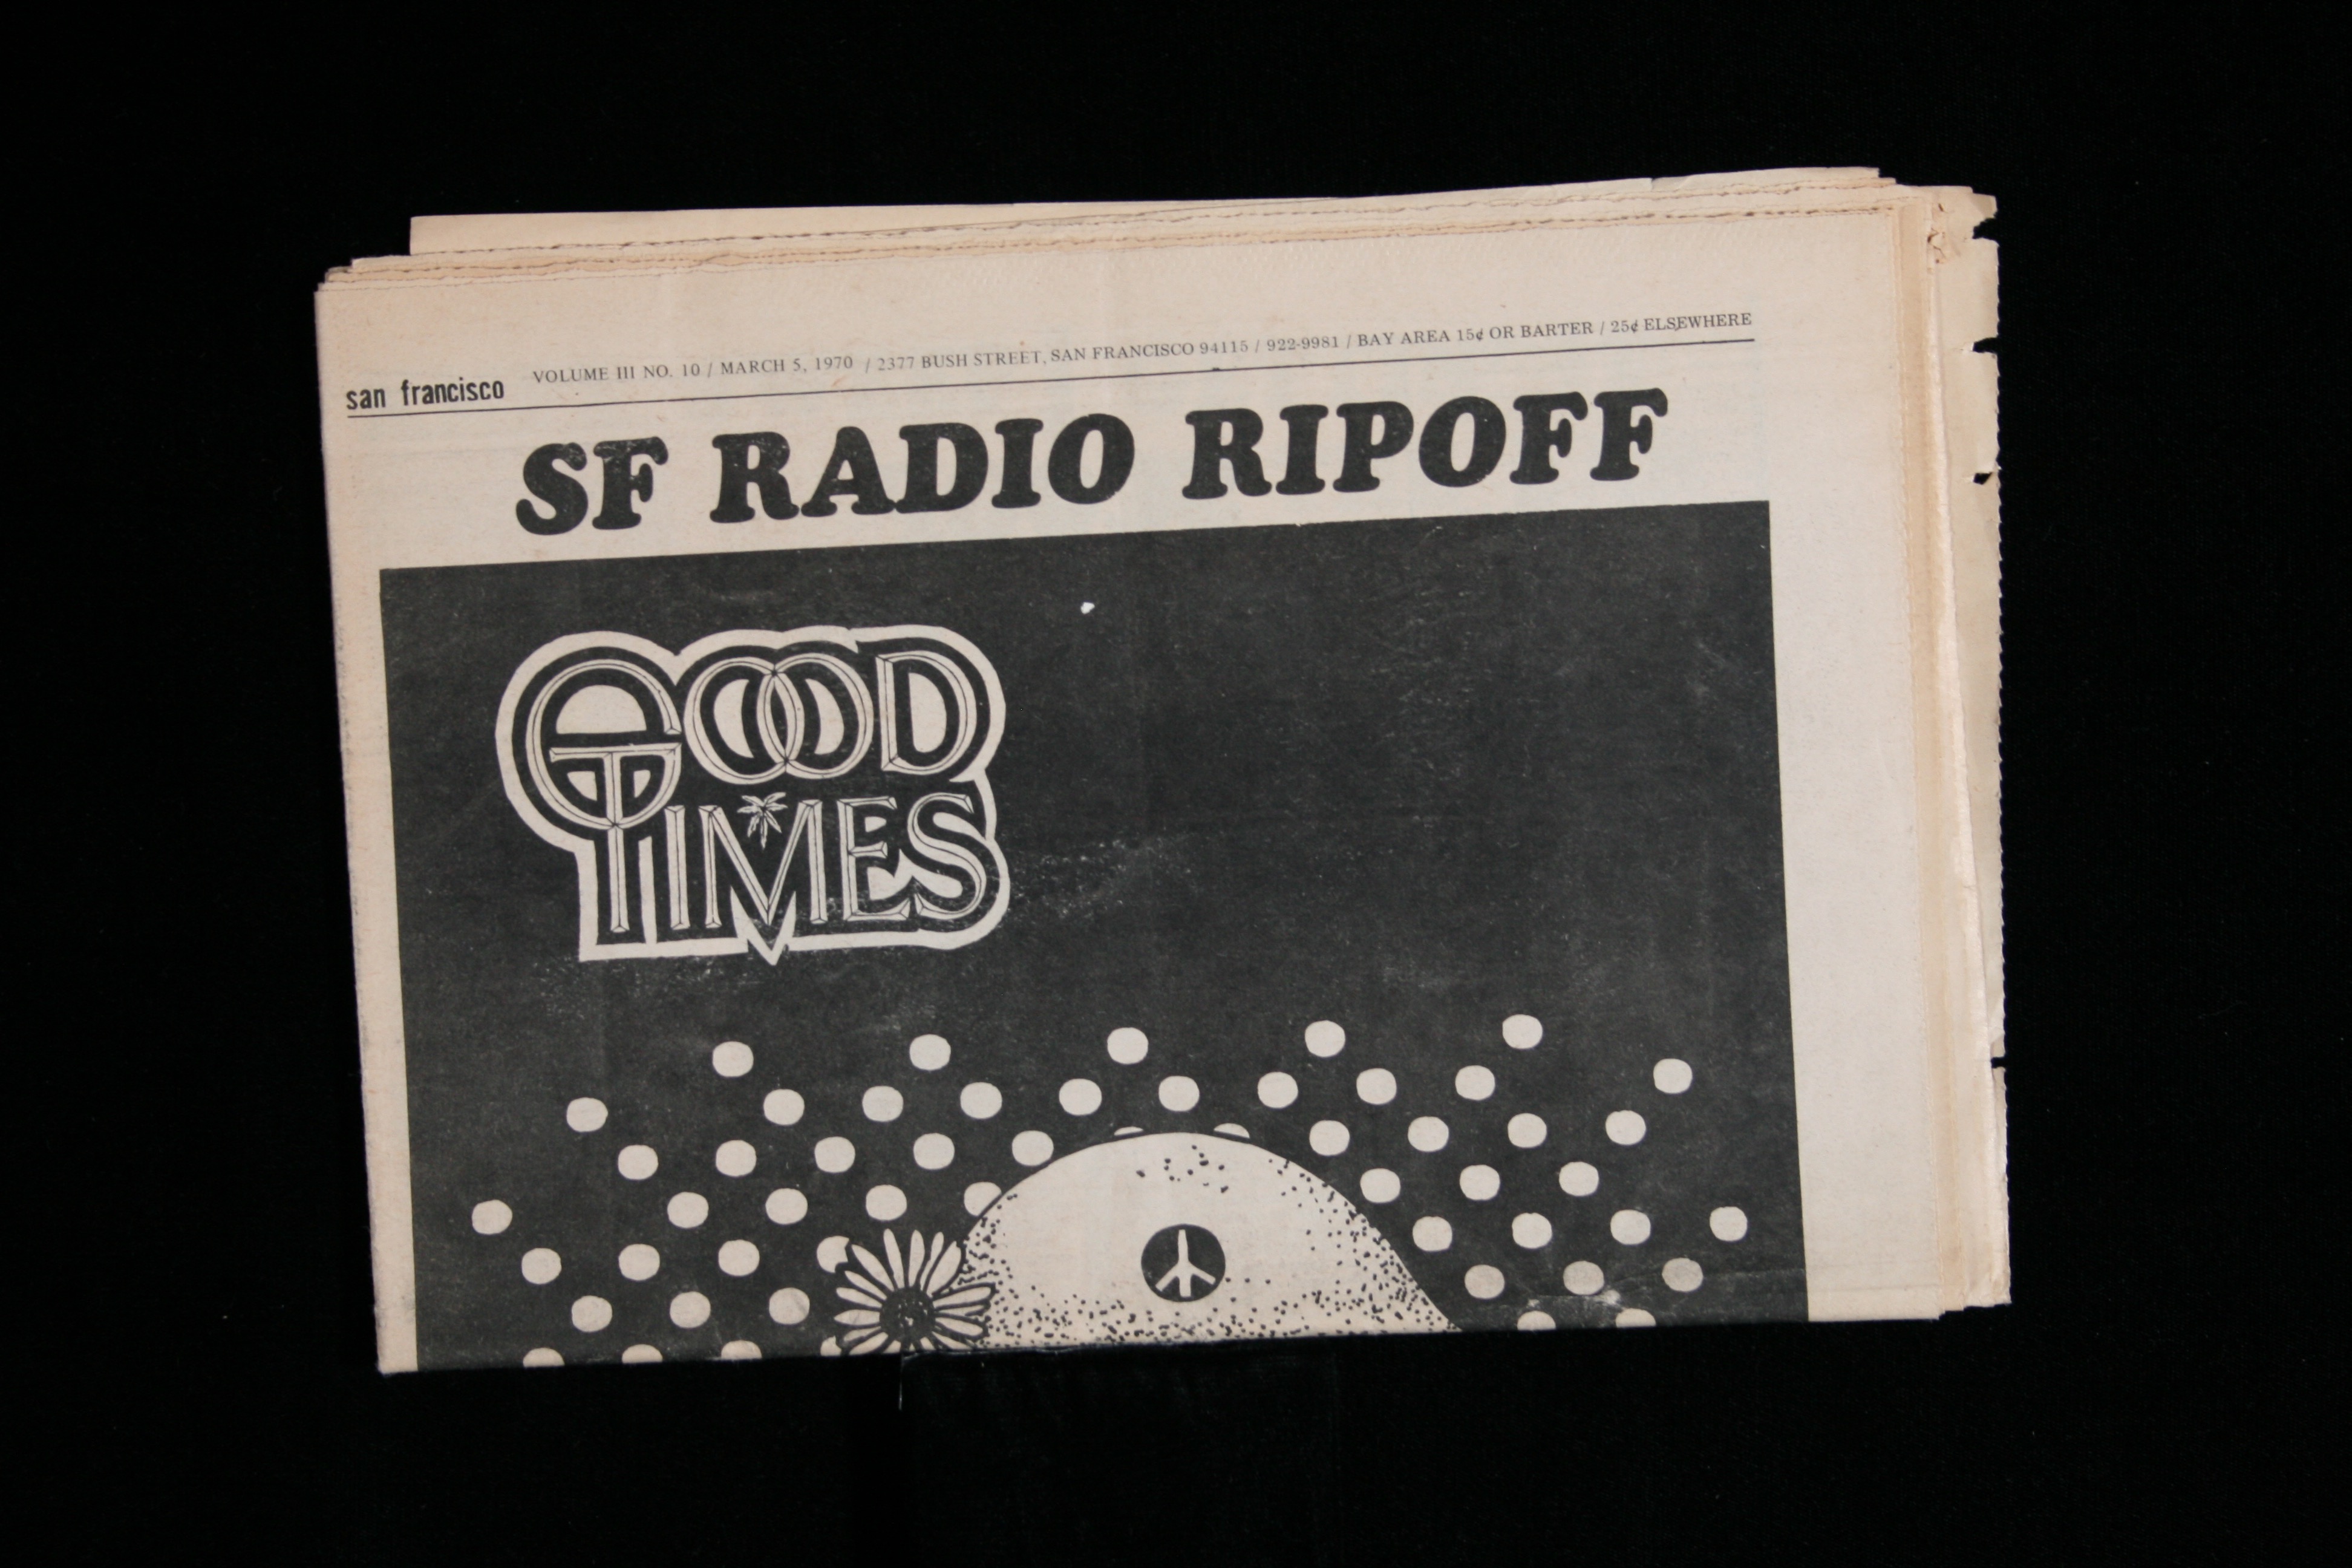 san francisco VOLUME III NO. 10 / MARCH 5, 1970 / 2377 BUSH STREET, SAN FRANCISCO 94115 / 922-9981 / BAY AREA 15¢ OR BARTER / 25¢ ELSEWHERE
SF RADIO RIPOFF
GOOD
TIMES